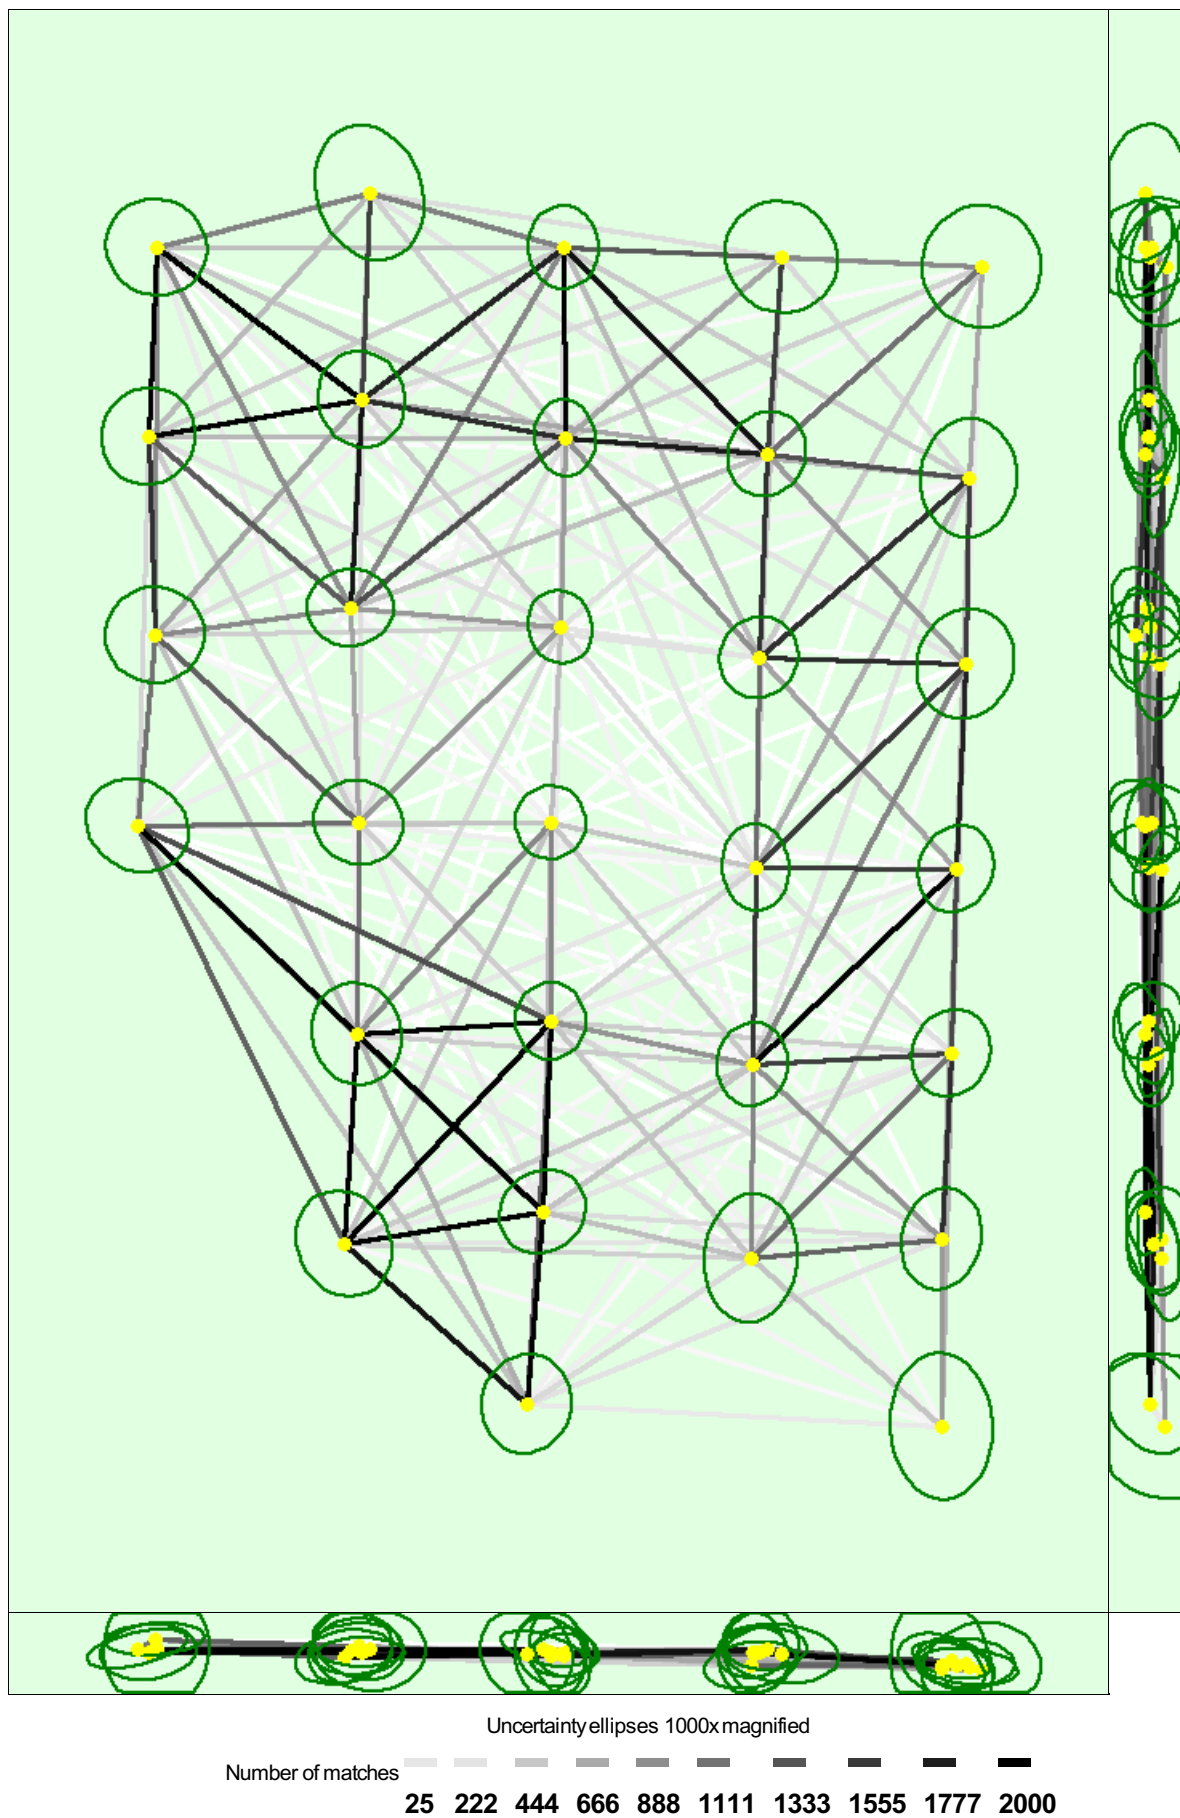 Uncertainty ellipses 1000x magnified
Number of matches
25 222 444 666 888 1111 1333 1555 1777 2000